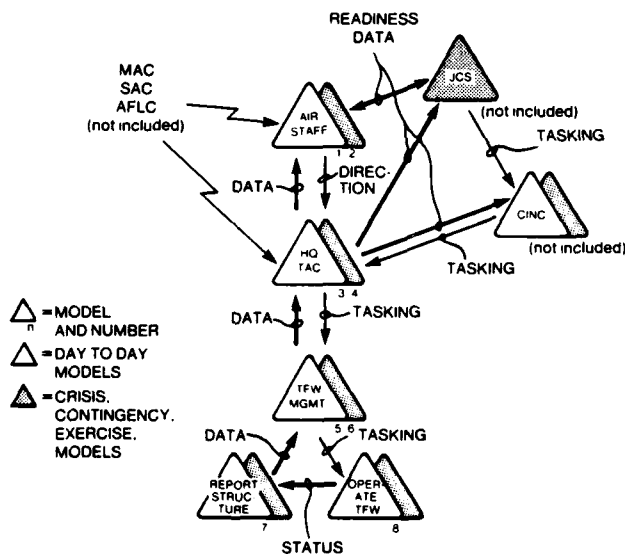 READINESS
DATA
JCS
(not included)
MAC
SAC
AFLC
(not included)
AIR
STAFF
1 2
TASKING
DATA
DIREC-
TION
CINC
(not included)
HQ
TAC
3 4
TASKING
DATA
TASKING
n
= MODEL
AND NUMBER
= DAY TO DAY
MODELS
= CRISIS,
CONTINGENCY,
EXERCISE,
MODELS
TFW
MGMT
5 6
DATA
TASKING
REPORT
STRUC
TURE
7
OPER-
ATE
TFW
8
STATUS